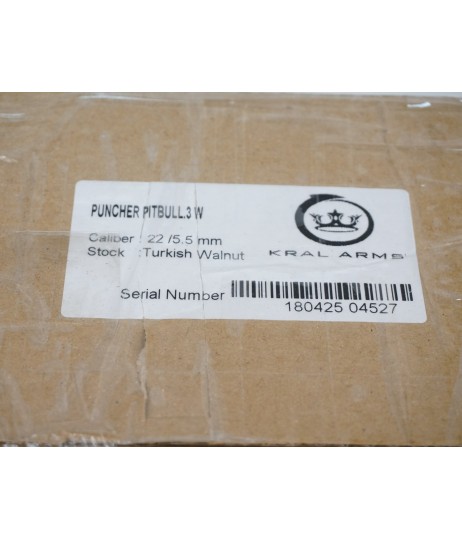 PUNCHER PITBULL.3 W
Caliber : 22 /5.5 mm
Stock :Turkish Walnut
KRAL ARMS
Serial Number
180425 04527